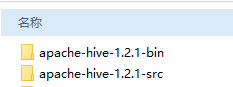 名称
apache-hive-1.2.1-bin
apache-hive-1.2.1-src